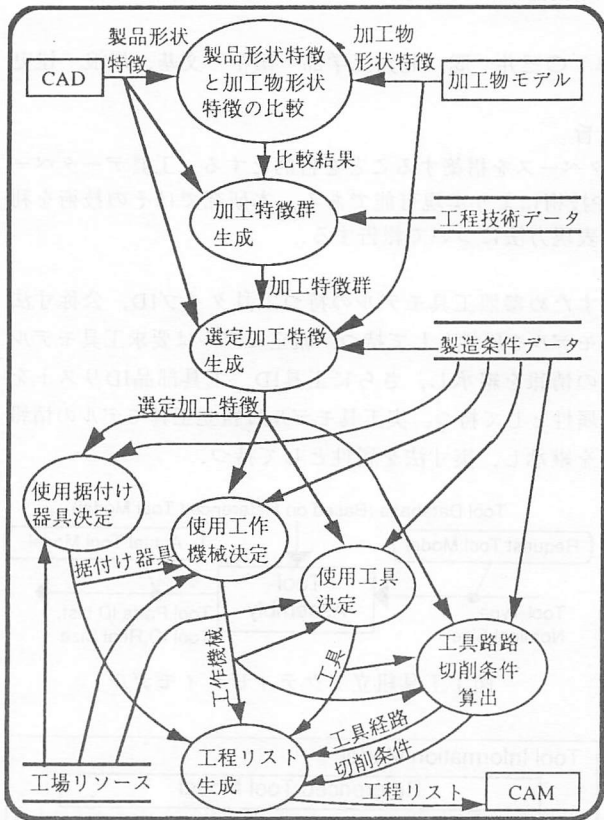 製品形状
特徴
CAD
製品形状特徴
と加工物形状
特徴の比較
加工物
形状特徴
加工物モデル
比較結果
加工特徴群
生成
工程技術データ
加工特徴群
選定加工特徴
生成
製造条件データ
選定加工特徴
使用据付け
器具決定
使用工作
機械決定
据付け器具
使用工具
決定
工具路路
切削条件
算出
工作機械
工具
工具経路
切削条件
工程リスト
生成
工場リソース
工程リスト
CAM